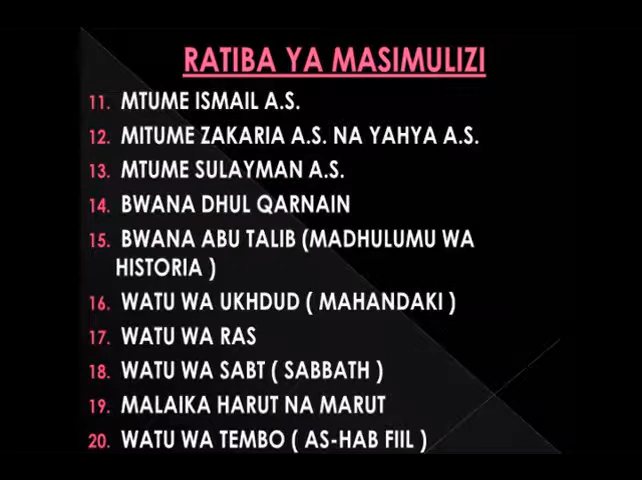 RATIBA YA MASIMULIZI
11. MTUME ISMAIL A.S.
12. MITUME ZAKARIA A.S. NA YAHYA A.S.
13. MTUME SULAYMAN A.S.
14. BWANA DHUL QARNAIN
15. BWANA ABU TALIB (MADHULUMU WA
HISTORIA )
16. WATU WA UKHDUD ( MAHANDAKI )
17. WATU WA RAS
18. WATU WA SABT ( SABBATH )
19. MALAIKA HARUT NA MARUT
20. WATU WA TEMBO ( AS-HAB FIIL )